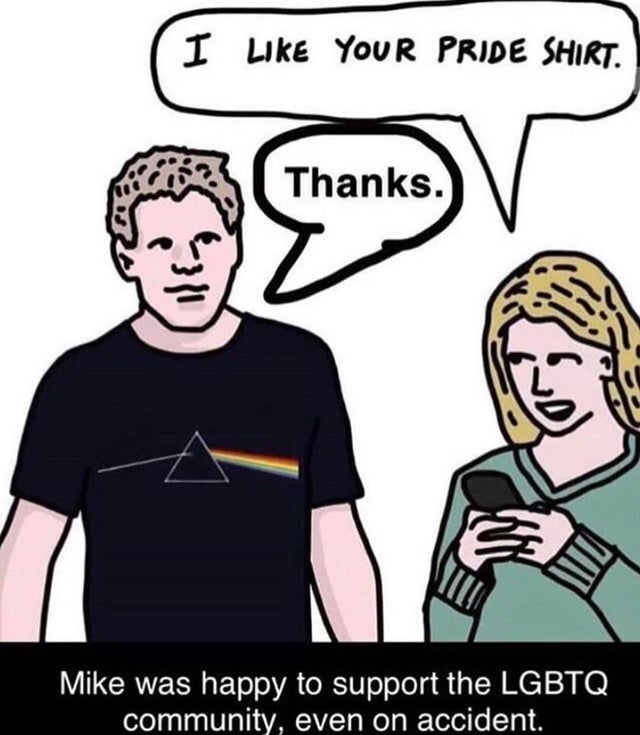 I LIKE YOUR PRIDE SHIRT.
Thanks.
Mike was happy to support the LGBTQ
community, even on accident.